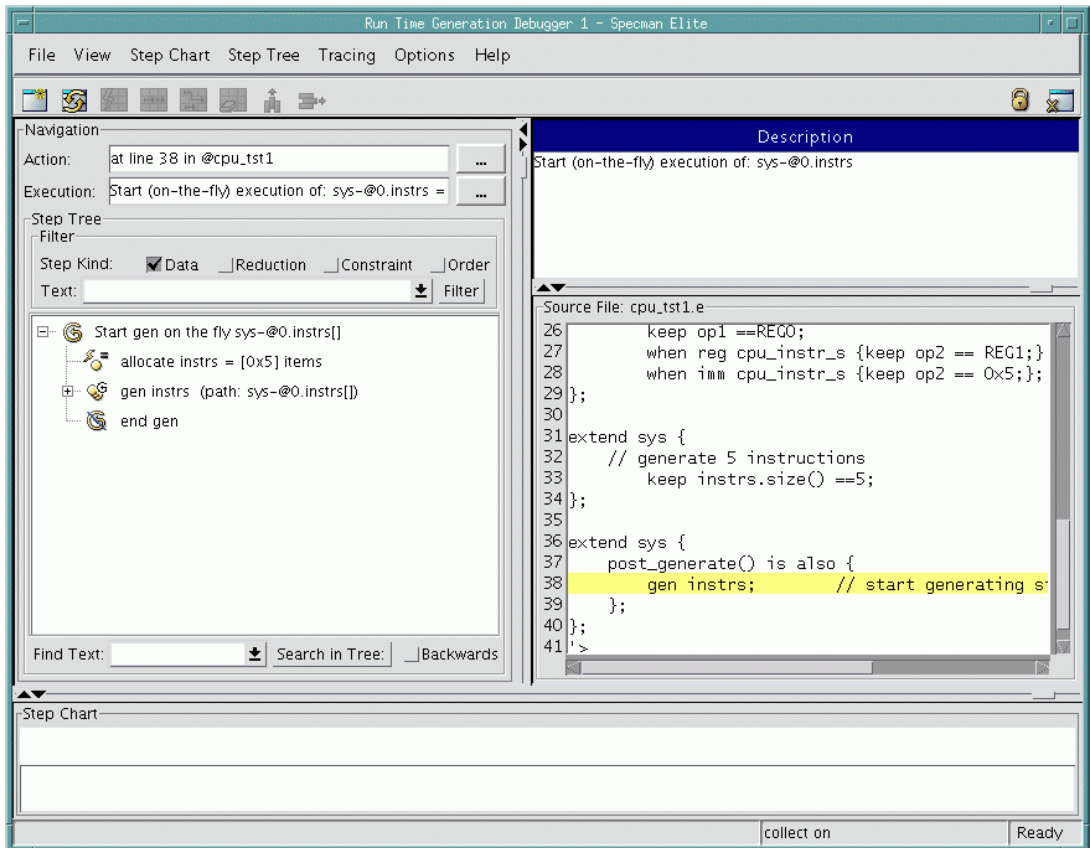 Run Time Generation Debugger 1 - Specman Elite
File View Step Chart Step Tree Tracing Options Help
Navigation
Action: at line 38 in @cpu_tst1 ...
Execution: Start (on-the-fly) execution of: sys-@0.instrs = ...
Step Tree
Filter
Step Kind: Data Reduction Constraint Order
Text: Filter
Start gen on the fly sys-@0.instrs[]
allocate instrs = [0x5] items
gen instrs (path: sys-@0.instrs[])
end gen
Find Text: Search in Tree: Backwards
Description
Start (on-the-fly) execution of: sys-@0.instrs
Source File: cpu_tst1.e
26 keep op1 ==REG0;
27 when reg cpu_instr_s {keep op2 == REG1;}
28 when imm cpu_instr_s {keep op2 == 0x5;};
29 };
30
31 extend sys {
32 // generate 5 instructions
33 keep instrs.size() ==5;
34 };
35
36 extend sys {
37 post_generate() is also {
38 gen instrs; // start generating s
39 };
40 };
41 '>
Step Chart
collect on
Ready